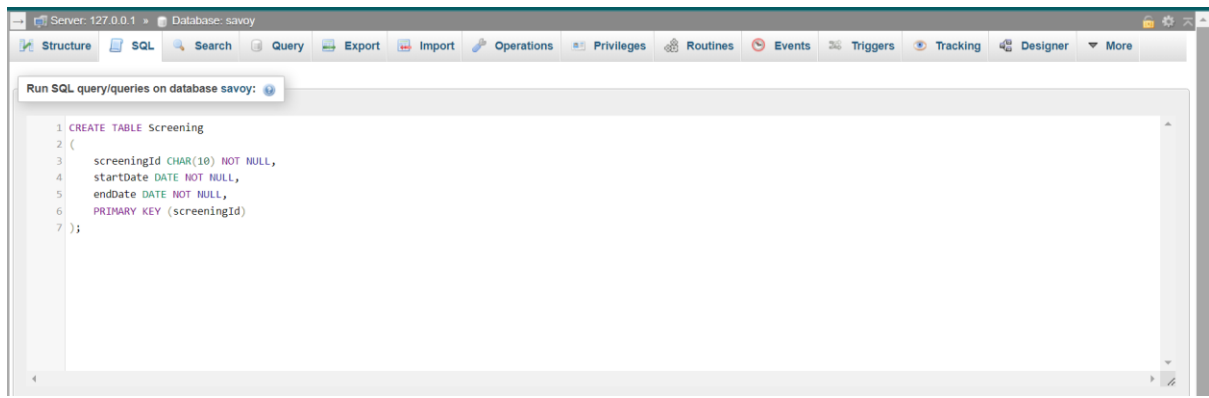 Server: 127.0.0.1 » Database: savoy
Structure SQL Search Query Export Import Operations Privileges Routines Events Triggers Tracking Designer More
Run SQL query/queries on database savoy:
1 CREATE TABLE Screening
2 (
3 screeningId CHAR(10) NOT NULL,
4 startDate DATE NOT NULL,
5 endDate DATE NOT NULL,
6 PRIMARY KEY (screeningId)
7 );